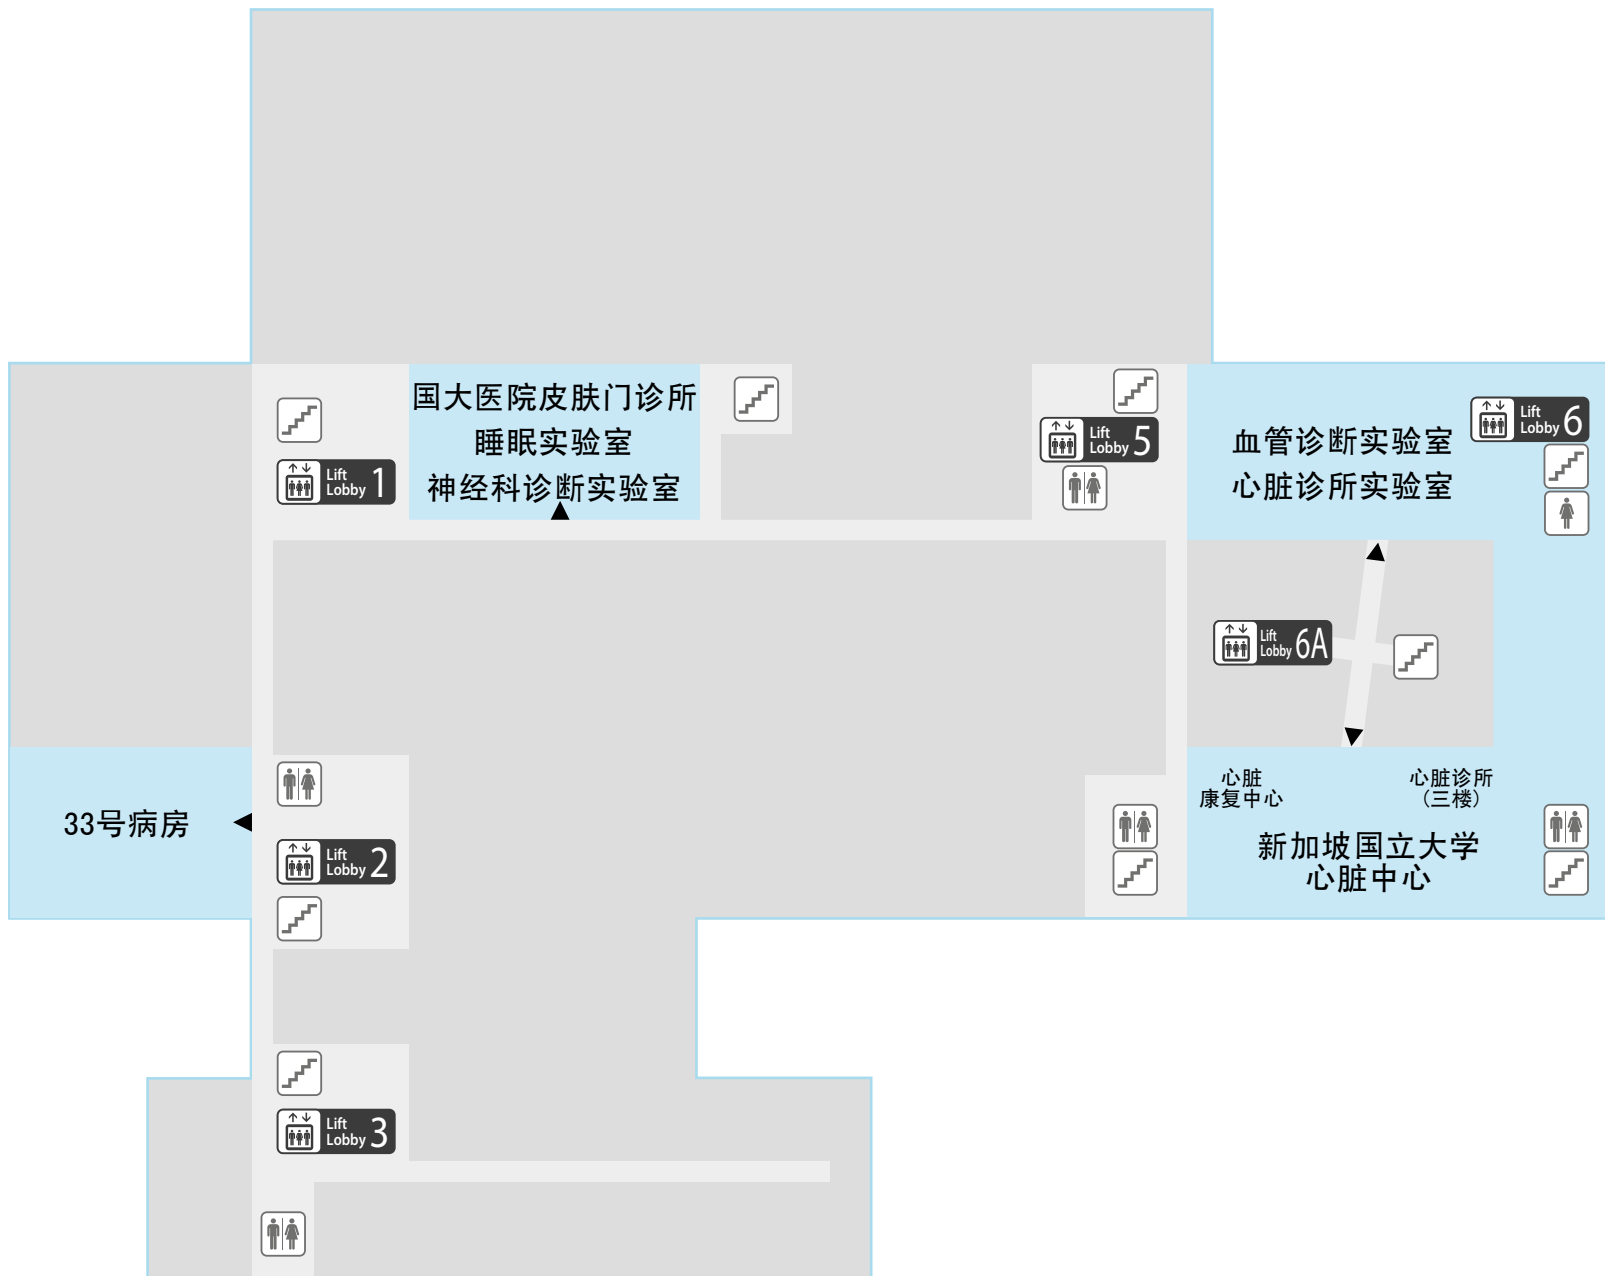 国大医院皮肤门诊所
睡眠实验室
神经科诊断实验室
Lift
Lobby 1
Lift
Lobby 5
血管诊断实验室
心脏诊所实验室
Lift
Lobby 6
Lift
Lobby 6A
33号病房
Lift
Lobby 2
心脏
康复中心
心脏诊所
（三楼）
新加坡国立大学
心脏中心
Lift
Lobby 3